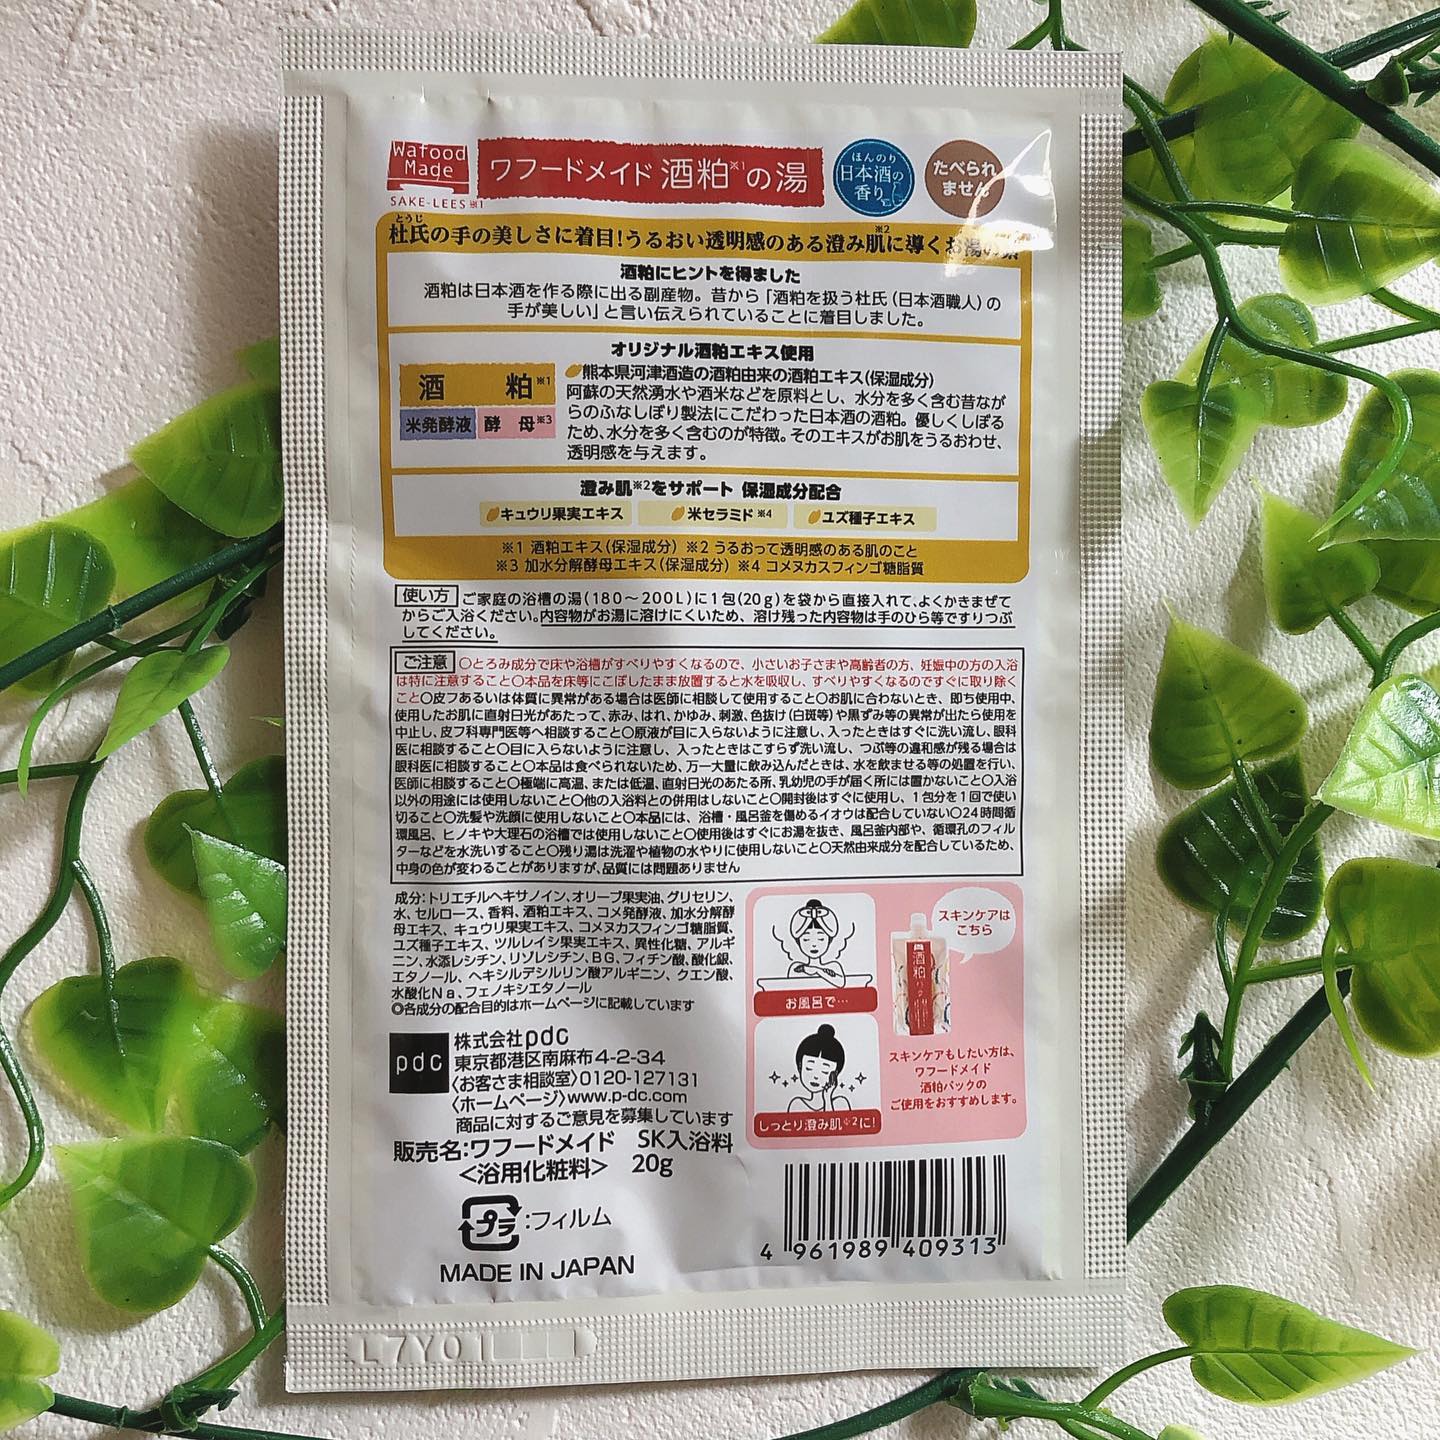 Wafood
Made
SAKE-LEES※1
ワフードメイド 酒粕※1の湯
ほんのり
日本酒の
香り
たべられ
ません
とうじ
杜氏の手の美しさに着目!うるおい透明感のある澄み肌※2に導くお湯の素
酒粕にヒントを得ました
酒粕は日本酒を作る際に出る副産物。昔から「酒粕を扱う杜氏(日本酒職人)の
手が美しい」と言い伝えられていることに着目しました。
オリジナル酒粕エキス使用
酒 粕※1
米発酵液 酵 母※3
熊本県河津酒造の酒粕由来の酒粕エキス(保湿成分)
阿蘇の天然湧水や酒米などを原料とし、水分を多く含む昔なが
らのふなしぼり製法にこだわった日本酒の酒粕。優しくしぼる
ため、水分を多く含むのが特徴。そのエキスがお肌をうるおわせ、
透明感を与えます。
澄み肌※2をサポート 保湿成分配合
キュウリ果実エキス 米セラミド※4 ユズ種子エキス
※1 酒粕エキス(保湿成分) ※2 うるおって透明感のある肌のこと
※3 加水分解酵母エキス(保湿成分) ※4 コメヌカスフィンゴ糖脂質
使い方 ご家庭の浴槽の湯(180～200L)に1包(20g)を袋から直接入れて、よくかきまぜて
からご入浴ください。内容物がお湯に溶けにくいため、溶け残った内容物は手のひら等ですりつぶ
してください。
ご注意 ○とろみ成分で床や浴槽がすべりやすくなるので、小さいお子さまや高齢者の方、妊娠中の方の入浴
は特に注意すること○本品を床等にこぼしたまま放置すると水を吸収し、すべりやすくなるのですぐに取り除く
こと○皮フあるいは体質に異常がある場合は医師に相談して使用すること○お肌に合わないとき、即ち使用中、
使用したお肌に直射日光があたって、赤み、はれ、かゆみ、刺激、色抜け(白斑等)や黒ずみ等の異常が出たら使用を
中止し、皮フ科専門医等へ相談すること○原液が目に入らないように注意し、入ったときはすぐに洗い流し、眼科
医に相談すること○目に入らないように注意し、入ったときはこすらず洗い流し、つぶ等の違和感が残る場合は
眼科医に相談すること○本品は食べられないため、万一大量に飲み込んだときは、水を飲ませる等の処置を行い、
医師に相談すること○極端に高温、または低温、直射日光のあたる所、乳幼児の手が届く所には置かないこと○入浴
以外の用途には使用しないこと○他の入浴料との併用はしないこと○開封後はすぐに使用し、1包分を1回で使い
切ること○洗髪や洗顔に使用しないこと○本品には、浴槽・風呂釜を傷めるイオウは配合していない○24時間循
環風呂、ヒノキや大理石の浴槽では使用しないこと○使用後はすぐにお湯を抜き、風呂釜内部や、循環孔のフィル
ターなどを水洗いすること○残り湯は洗濯や植物の水やりに使用しないこと○天然由来成分を配合しているため、
中身の色が変わることがありますが、品質には問題ありません
成分:トリエチルヘキサノイン、オリーブ果実油、グリセリン、
水、セルロース、香料、酒粕エキス、コメ発酵液、加水分解酵
母エキス、キュウリ果実エキス、コメヌカスフィンゴ糖脂質、
ユズ種子エキス、ツルレイシ果実エキス、異性化糖、アルギ
ニン、水添レシチン、リゾレシチン、BG、フィチン酸、酸化銀、
エタノール、ヘキシルデシルリン酸アルギニン、クエン酸、
水酸化Na、フェノキシエタノール
◎各成分の配合目的はホームページに記載しています
pdc
株式会社pdc
東京都港区南麻布4-2-34
〈お客さま相談室〉0120-127131
〈ホームページ〉www.p-dc.com
商品に対するご意見を募集しています
販売名:ワフードメイド SK入浴料
<浴用化粧料> 20g
プラ:フィルム
MADE IN JAPAN
お風呂で…
しっとり澄み肌※2に!
スキンケアは
こちら
酒粕パック
スキンケアもしたい方は、
ワフードメイド
酒粕パックの
ご使用をおすすめします。
4 961989 409313
L7Y01